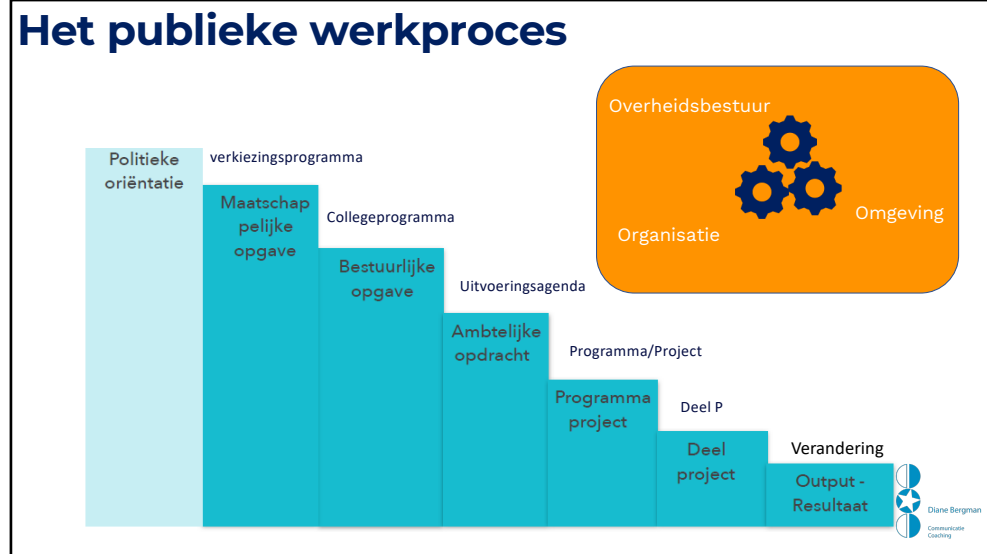 Het publieke werkproces
Overheidsbestuur
Omgeving
Organisatie
Politieke
oriëntatie
verkiezingsprogramma
Maatschap
pelijke
opgave
Collegeprogramma
Bestuurlijke
opgave
Uitvoeringsagenda
Ambtelijke
opdracht
Programma/Project
Programma
project
Deel P
Deel
project
Verandering
Output -
Resultaat
Diane Bergman
Communicatie
Coaching